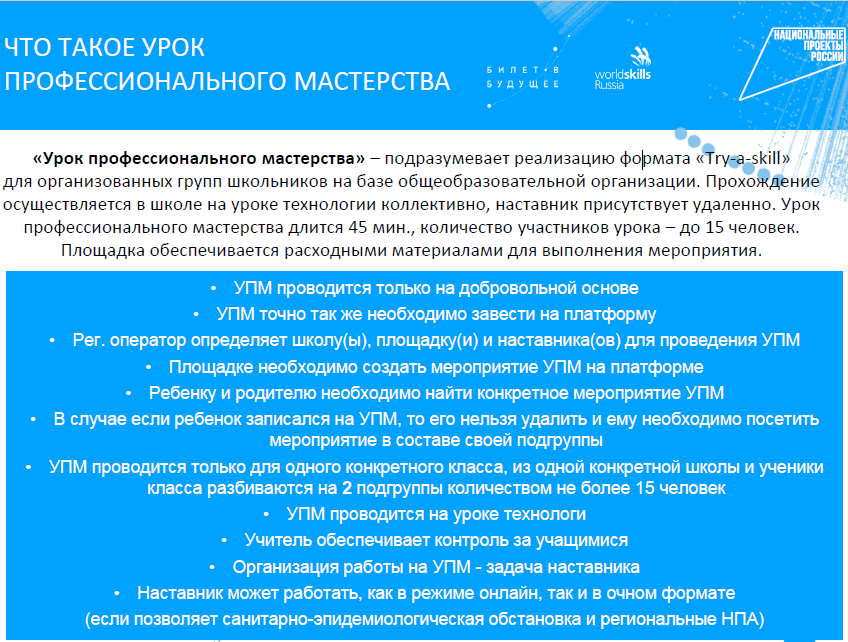 ЧТО ТАКОЕ УРОК
ПРОФЕССИОНАЛЬНОГО МАСТЕРСТВА
БИЛЕТ В
БУДУЩЕЕ
worldskills
Russia
НАЦИОНАЛЬНЫЕ
ПРОЕКТЫ
РОССИИ
«Урок профессионального мастерства» – подразумевает реализацию формата «Try-a-skill»
для организованных групп школьников на базе общеобразовательной организации. Прохождение
осуществляется в школе на уроке технологии коллективно, наставник присутствует удаленно. Урок
профессионального мастерства длится 45 мин., количество участников урока – до 15 человек.
Площадка обеспечивается расходными материалами для выполнения мероприятия.
• УПМ проводится только на добровольной основе
• УПМ точно так же необходимо завести на платформу
• Рег. оператор определяет школу(ы), площадку(и) и наставника(ов) для проведения УПМ
• Площадке необходимо создать мероприятие УПМ на платформе
• Ребенку и родителю необходимо найти конкретное мероприятие УПМ
• В случае если ребенок записался на УПМ, то его нельзя удалить и ему необходимо посетить
мероприятие в составе своей подгруппы
• УПМ проводится только для одного конкретного класса, из одной конкретной школы и ученики
класса разбиваются на 2 подгруппы количеством не более 15 человек
• УПМ проводится на уроке технологи
• Учитель обеспечивает контроль за учащимися
• Организация работы на УПМ - задача наставника
• Наставник может работать, как в режиме онлайн, так и в очном формате
(если позволяет санитарно-эпидемиологическая обстановка и региональные НПА)